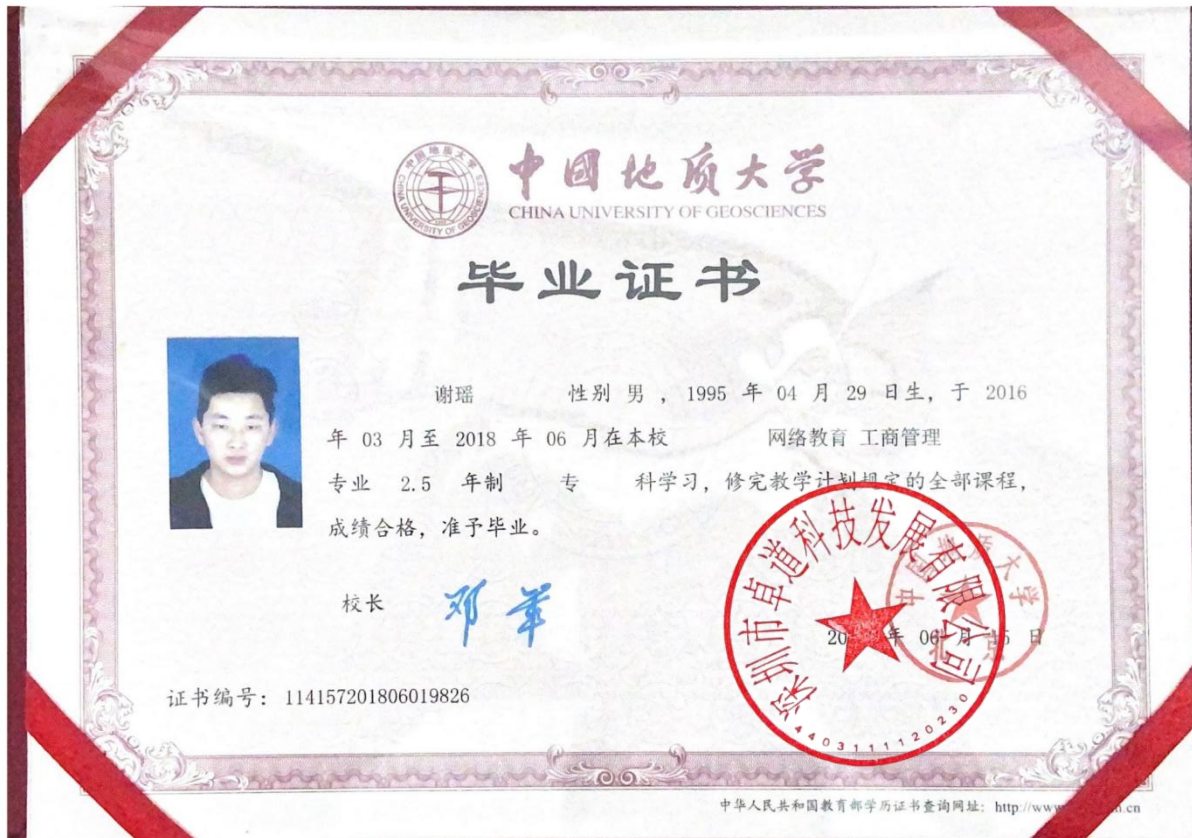 中國地质大学
CHINA UNIVERSITY OF GEOSCIENCES
毕业证书
谢瑶 性别 男 ，1995 年 04 月 29 日生，于 2016
年 03 月至 2018 年 06 月在本校 网络教育 工商管理
专业 2.5 年制 专 科学习，修完教学计划规定的全部课程，
成绩合格，准予毕业。
校长 邓军
20 年 06 月 15 日
深圳市卓道科技发展有限公司
4403111120230
证书编号：114157201806019826
中华人民共和国教育部学历证书查询网址：http://www